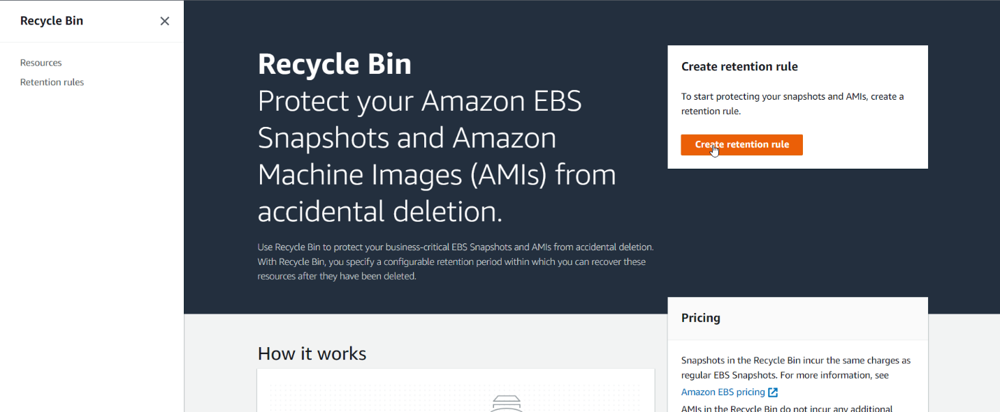 Recycle Bin
Resources
Retention rules
Recycle Bin
Protect your Amazon EBS
Snapshots and Amazon
Machine Images (AMIs) from
accidental deletion.
Use Recycle Bin to protect your business-critical EBS Snapshots and AMIs from accidental deletion.
With Recycle Bin, you specify a configurable retention period within which you can recover these
resources after they have been deleted.
Create retention rule
To start protecting your snapshots and AMIs, create a
retention rule.
Create retention rule
How it works
Pricing
Snapshots in the Recycle Bin incur the same charges as
regular EBS Snapshots. For more information, see
Amazon EBS pricing
AMIs in the Recycle Bin do not incur any additional